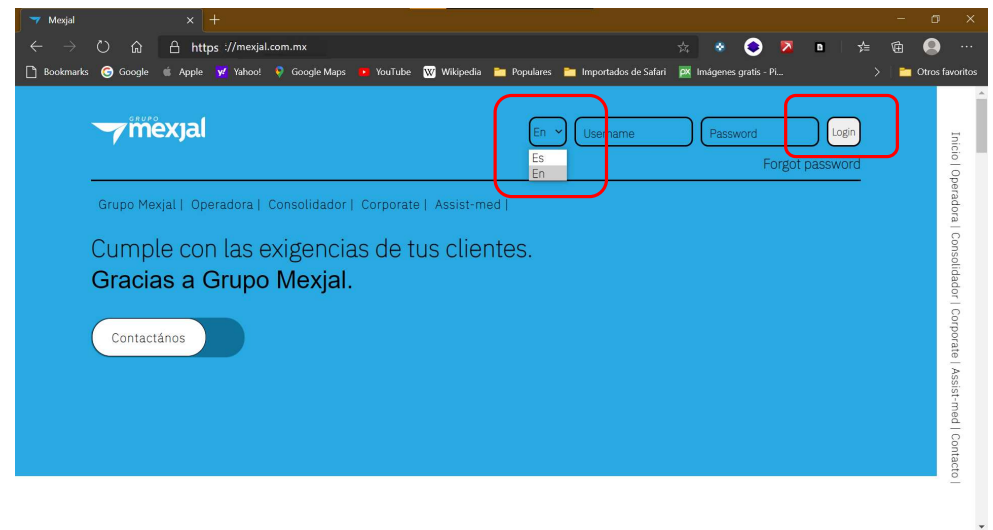 Mexjal
https ://mexjal.com.mx
Bookmarks Google Apple Yahoo! Google Maps YouTube Wikipedia Populares Importados de Safari Imágenes gratis - Pi... Otros favoritos
GRUPO
mexjal
En Username Password Login
Es
En
Forgot password
Grupo Mexjal | Operadora | Consolidador | Corporate | Assist-med |
Cumple con las exigencias de tus clientes.
Gracias a Grupo Mexjal.
Contactános
Inicio | Operadora | Consolidador | Corporate | Assist-med | Contacto |